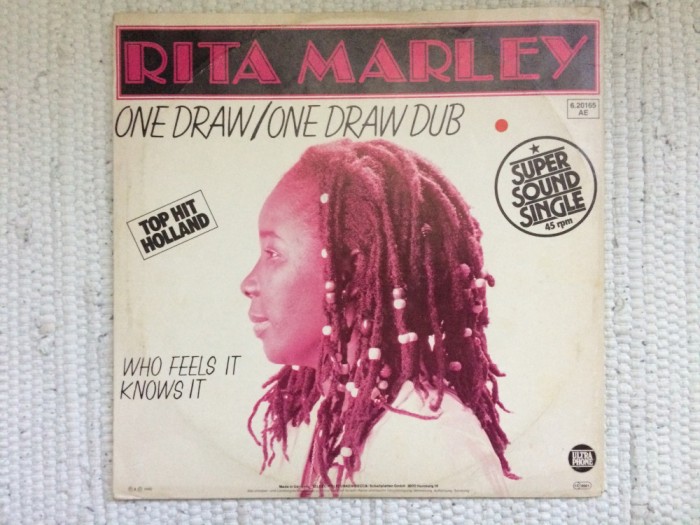 RITA MARLEY
ONE DRAW/ONE DRAW DUB
6.20165
AE
SUPER
SOUND
SINGLE
45 rpm
TOP HIT
HOLLAND
WHO FEELS IT
KNOWS IT
ULTRA
PHONE